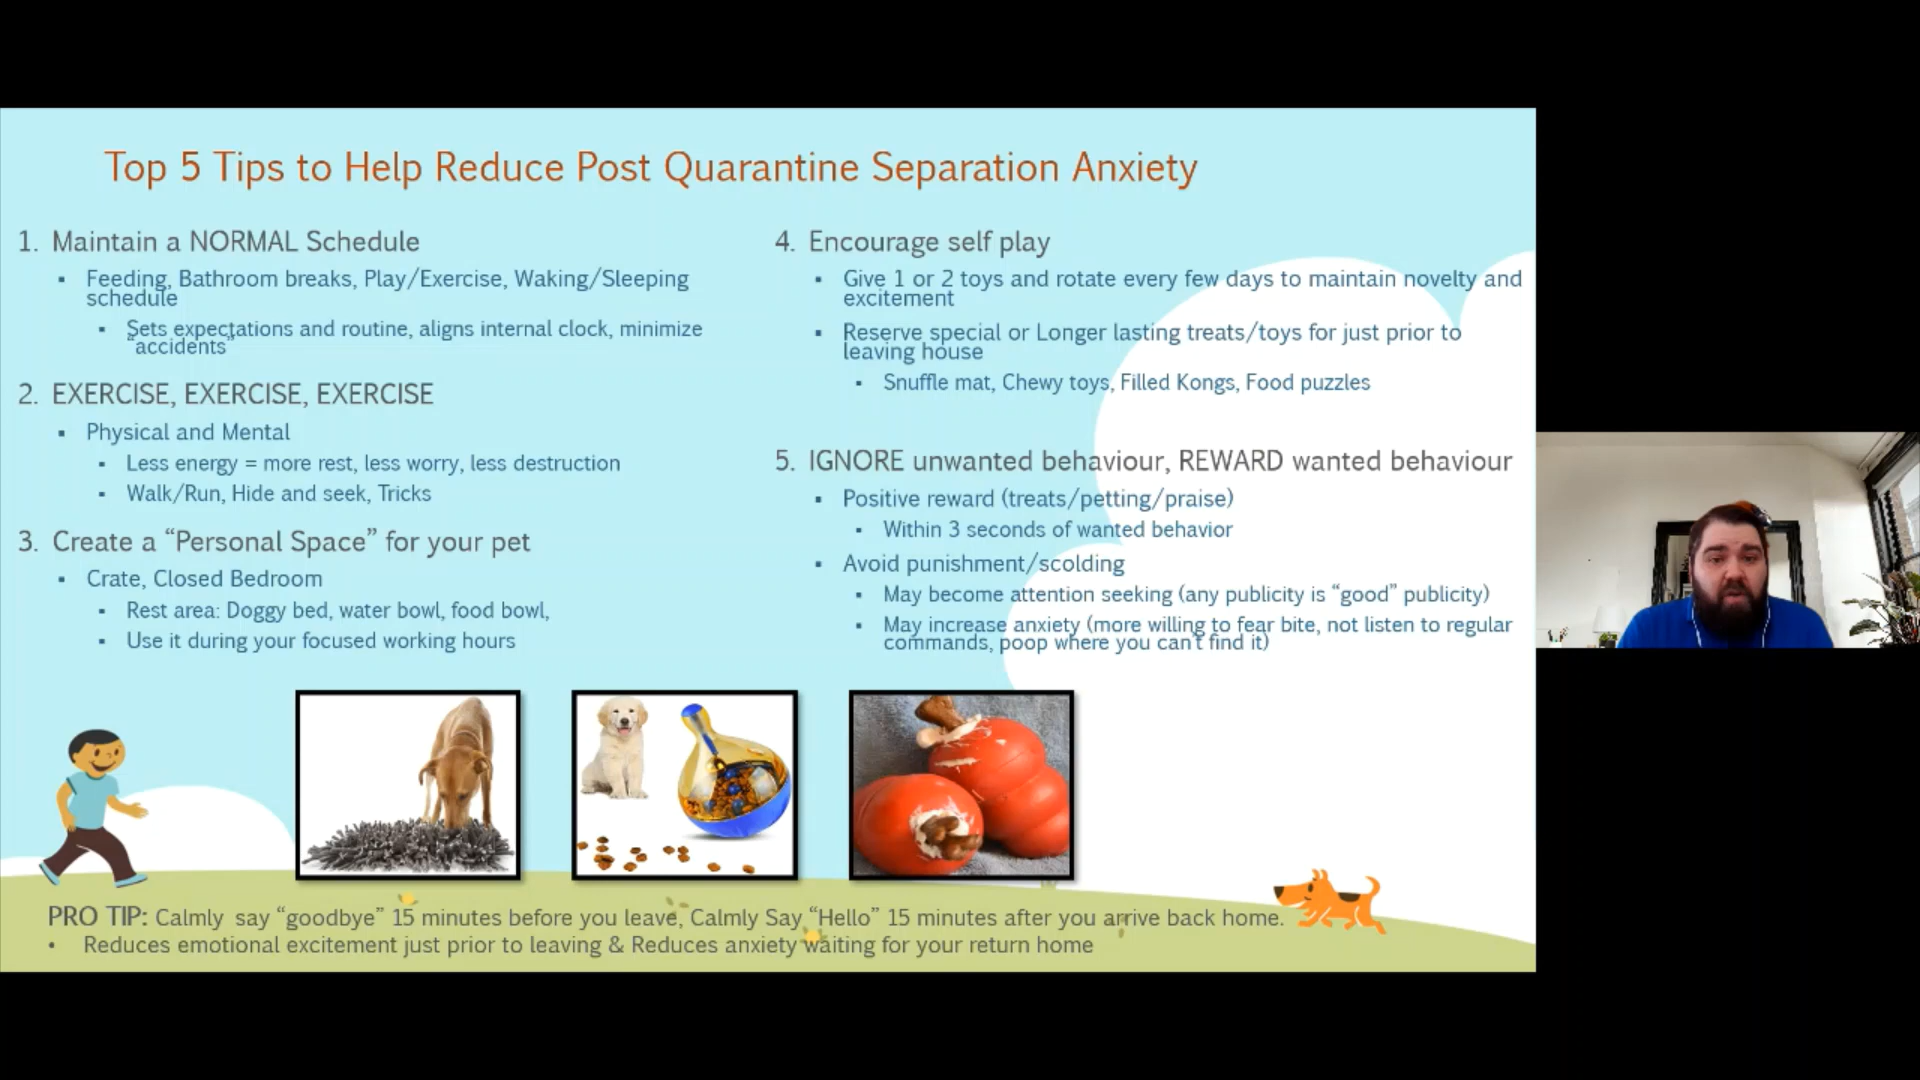 Top 5 Tips to Help Reduce Post Quarantine Separation Anxiety
1. Maintain a NORMAL Schedule
▪ Feeding, Bathroom breaks, Play/Exercise, Waking/Sleeping
schedule
▪ Sets expectations and routine, aligns internal clock, minimize
“accidents”
2. EXERCISE, EXERCISE, EXERCISE
▪ Physical and Mental
▪ Less energy = more rest, less worry, less destruction
▪ Walk/Run, Hide and seek, Tricks
3. Create a “Personal Space” for your pet
▪ Crate, Closed Bedroom
▪ Rest area: Doggy bed, water bowl, food bowl,
▪ Use it during your focused working hours
4. Encourage self play
▪ Give 1 or 2 toys and rotate every few days to maintain novelty and
excitement
▪ Reserve special or Longer lasting treats/toys for just prior to
leaving house
▪ Snuffle mat, Chewy toys, Filled Kongs, Food puzzles
5. IGNORE unwanted behaviour, REWARD wanted behaviour
▪ Positive reward (treats/petting/praise)
▪ Within 3 seconds of wanted behavior
▪ Avoid punishment/scolding
▪ May become attention seeking (any publicity is “good” publicity)
▪ May increase anxiety (more willing to fear bite, not listen to regular
commands, poop where you can’t find it)
PRO TIP: Calmly say “goodbye” 15 minutes before you leave, Calmly Say “Hello” 15 minutes after you arrive back home.
• Reduces emotional excitement just prior to leaving & Reduces anxiety waiting for your return home